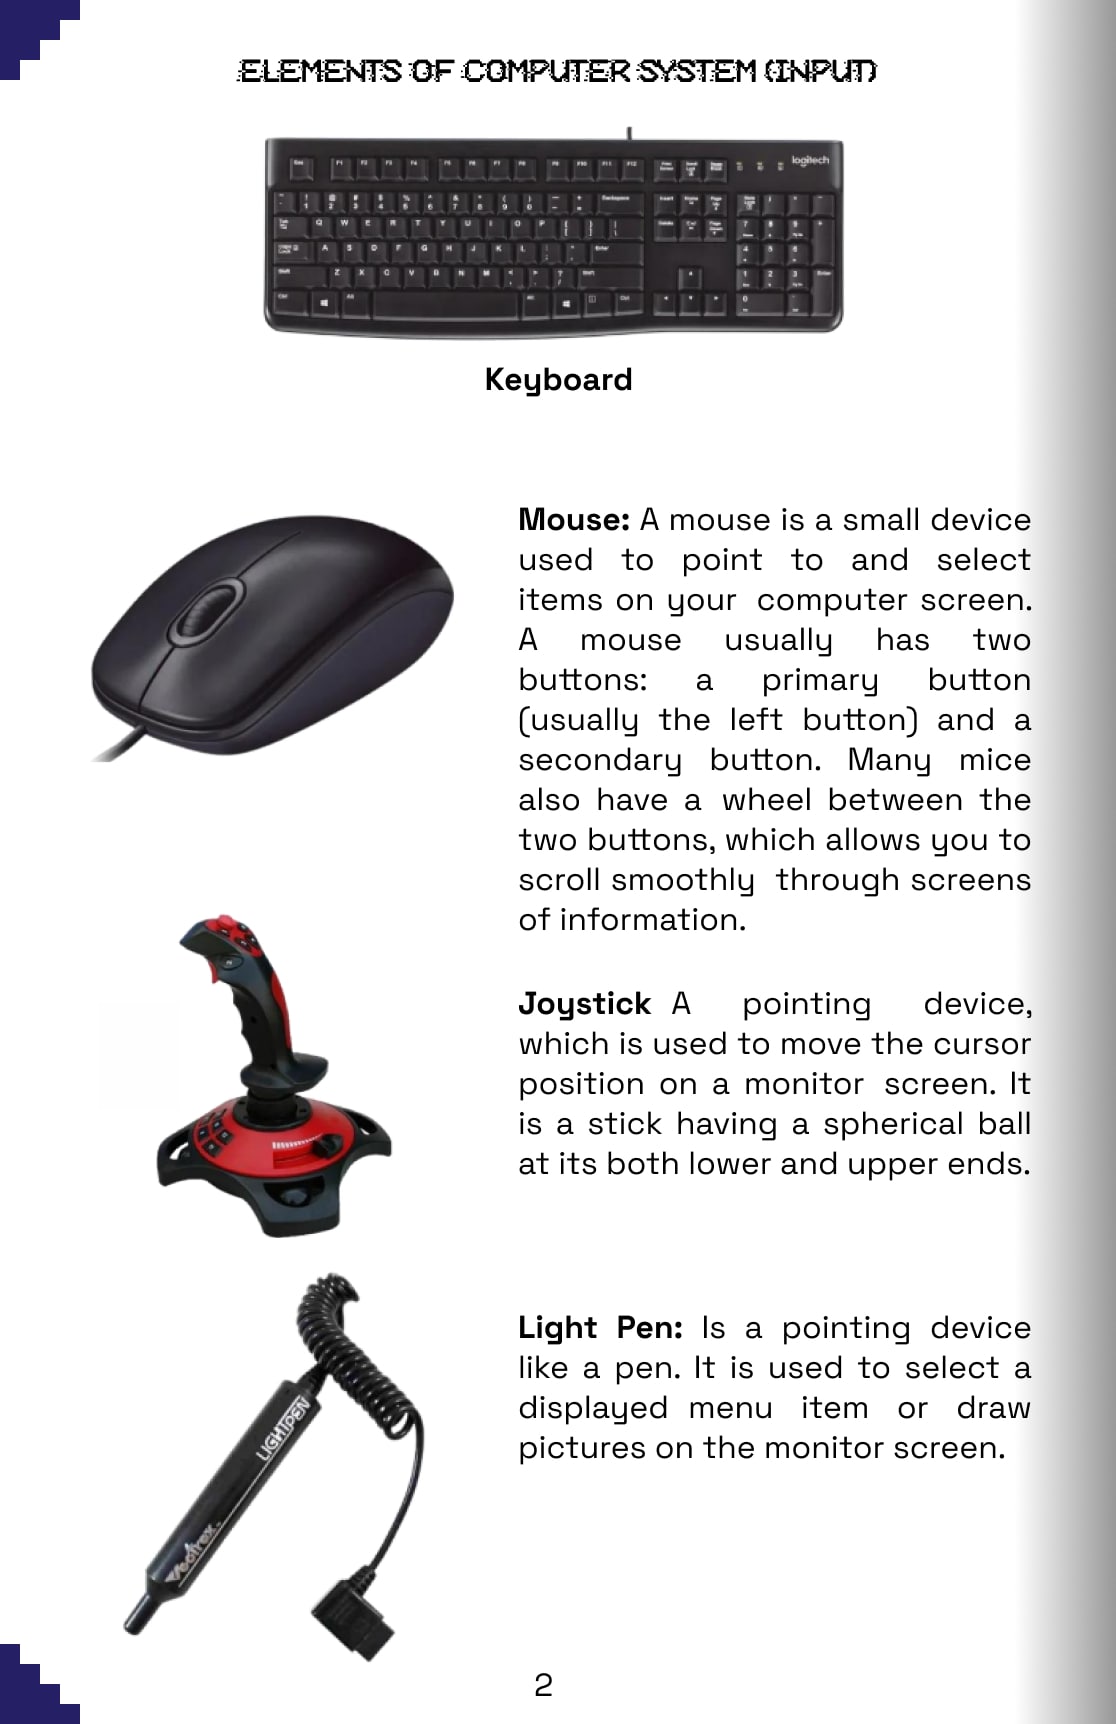 ELEMENTS OF COMPUTER SYSTEM (INPUT)
logitech
Keyboard
Mouse: A mouse is a small device
used to point to and select
items on your computer screen.
A mouse usually has two
buttons: a primary button
(usually the left button) and a
secondary button. Many mice
also have a wheel between the
two buttons, which allows you to
scroll smoothly through screens
of information.
Joystick A pointing device,
which is used to move the cursor
position on a monitor screen. It
is a stick having a spherical ball
at its both lower and upper ends.
LIGHTPEN
Vectrex
Light Pen: Is a pointing device
like a pen. It is used to select a
displayed menu item or draw
pictures on the monitor screen.
2